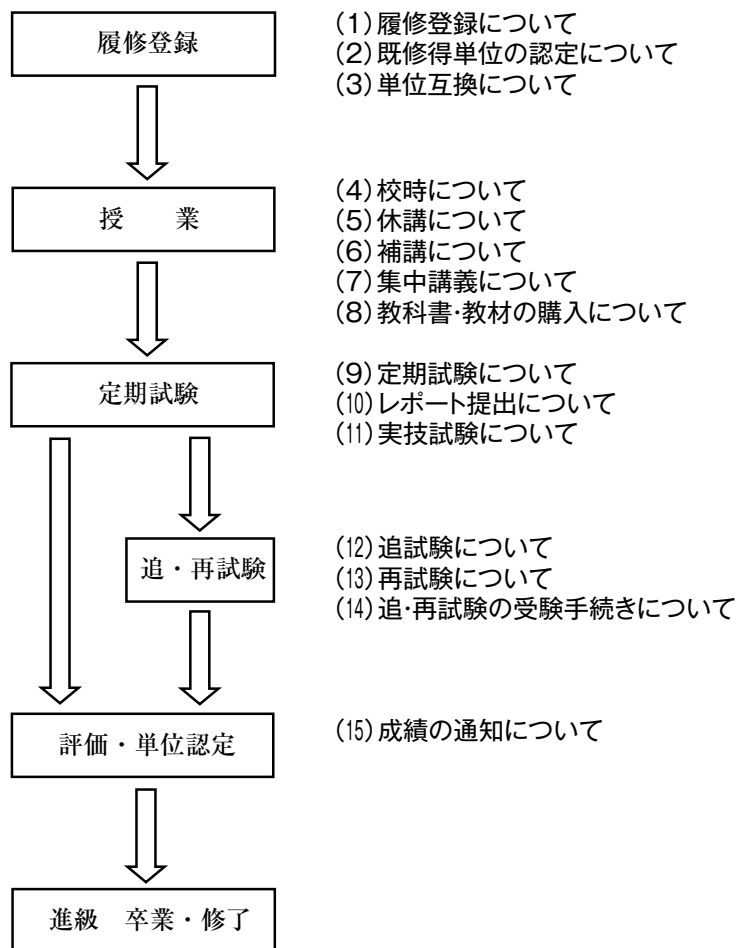 履修登録
(1)履修登録について
(2)既修得単位の認定について
(3)単位互換について
授　　業
(4)校時について
(5)休講について
(6)補講について
(7)集中講義について
(8)教科書・教材の購入について
定期試験
(9)定期試験について
(10)レポート提出について
(11)実技試験について
追・再試験
(12)追試験について
(13)再試験について
(14)追・再試験の受験手続きについて
評価・単位認定
(15)成績の通知について
進級　卒業・修了